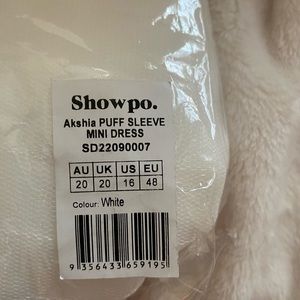 Showpo.
Akshia PUFF SLEEVE
MINI DRESS
SD22090007
AU UK US EU
20 20 16 48
Colour: White
9 356433 659195